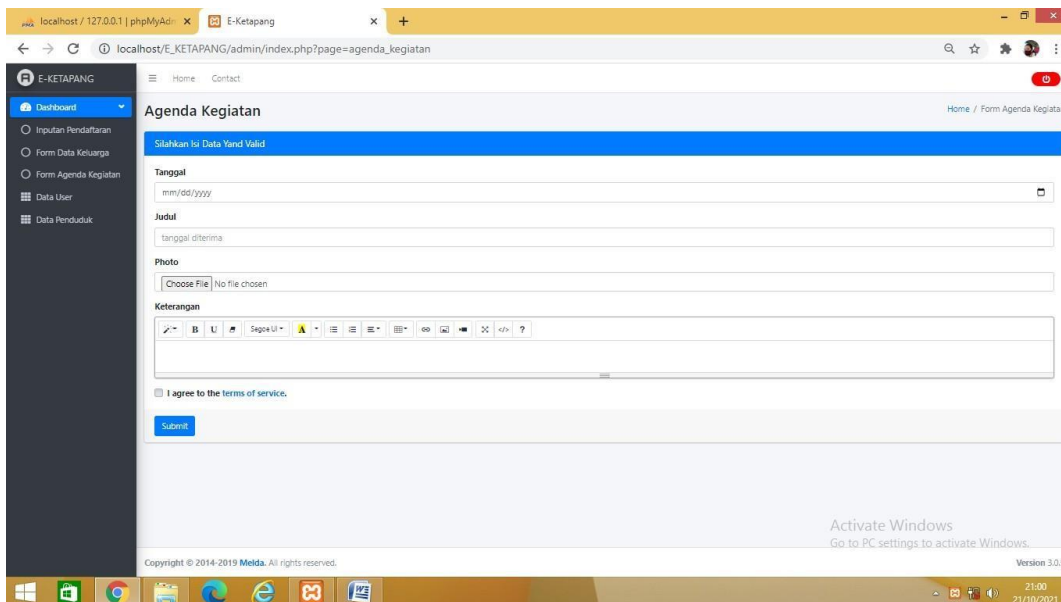 localhost / 127.0.0.1 | phpMyAdn
E-Ketapang
localhost/E_KETAPANG/admin/index.php?page=agenda_kegiatan
E-KETAPANG
Home Contact
Dashboard
Inputan Pendaftaran
Form Data Keluarga
Form Agenda Kegiatan
Data User
Data Penduduk
Agenda Kegiatan
Home / Form Agenda Kegiata
Silahkan Isi Data Yand Valid
Tanggal
mm/dd/yyyy
Judul
tanggal diterima
Photo
Choose File No file chosen
Keterangan
B U Segoe UI A </> ?
I agree to the terms of service.
Submit
Activate Windows
Go to PC settings to activate Windows.
Copyright © 2014-2019 Melda. All rights reserved.
Version 3.0.
21:00
21/10/2021